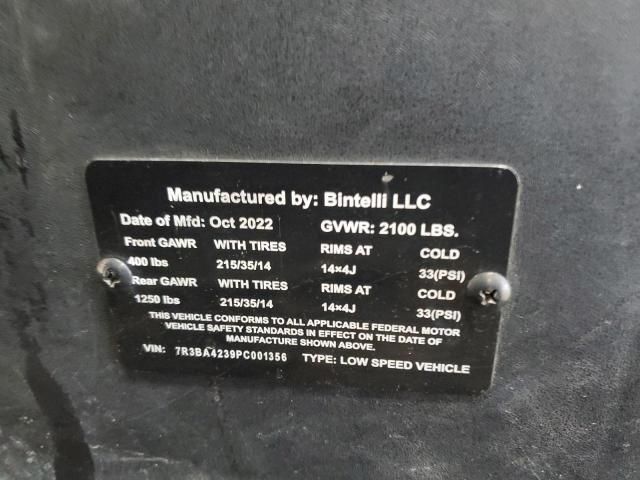 Manufactured by: Bintelli LLC
Date of Mfd: Oct 2022 GVWR: 2100 LBS.
Front GAWR WITH TIRES RIMS AT COLD
400 lbs 215/35/14 14×4J 33(PSI)
Rear GAWR WITH TIRES RIMS AT COLD
1250 lbs 215/35/14 14×4J 33(PSI)
THIS VEHICLE CONFORMS TO ALL APPLICABLE FEDERAL MOTOR
VEHICLE SAFETY STANDARDS IN EFFECT ON THE DATE OF
MANUFACTURE SHOWN ABOVE.
VIN: 7R3BA4239PC001356 TYPE: LOW SPEED VEHICLE